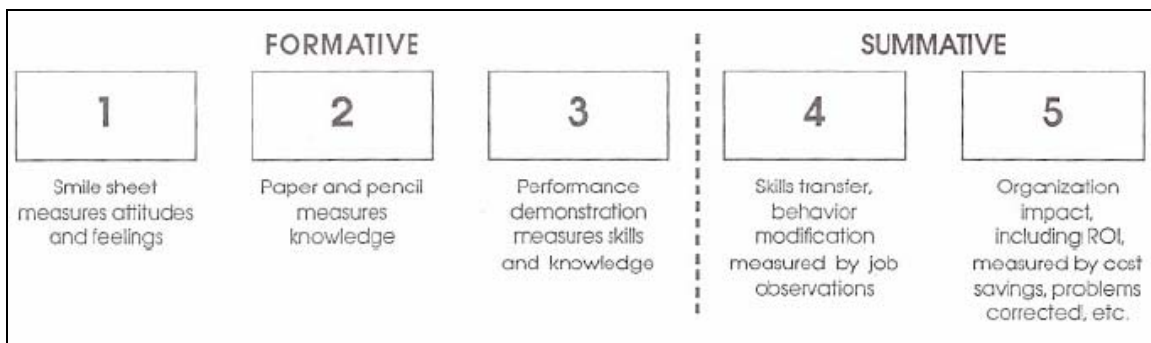 FORMATIVE
SUMMATIVE
1
Smile sheet
measures attitudes
and feelings
2
Paper and pencil
measures
knowledge
3
Performance
demonstration
measures skills
and knowledge
4
Skills transfer,
behavior
modification
measured by job
observations
5
Organization
impact,
including ROI,
measured by cost
savings, problems
corrected, etc.